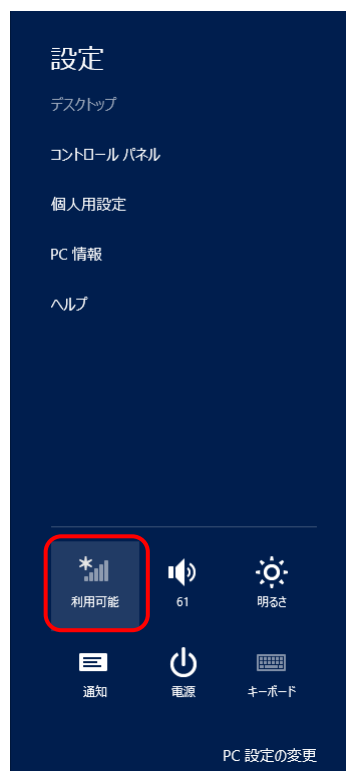 設定
デスクトップ
コントロール パネル
個人用設定
PC 情報
ヘルプ
利用可能
61
明るさ
通知
電源
キーボード
PC 設定の変更